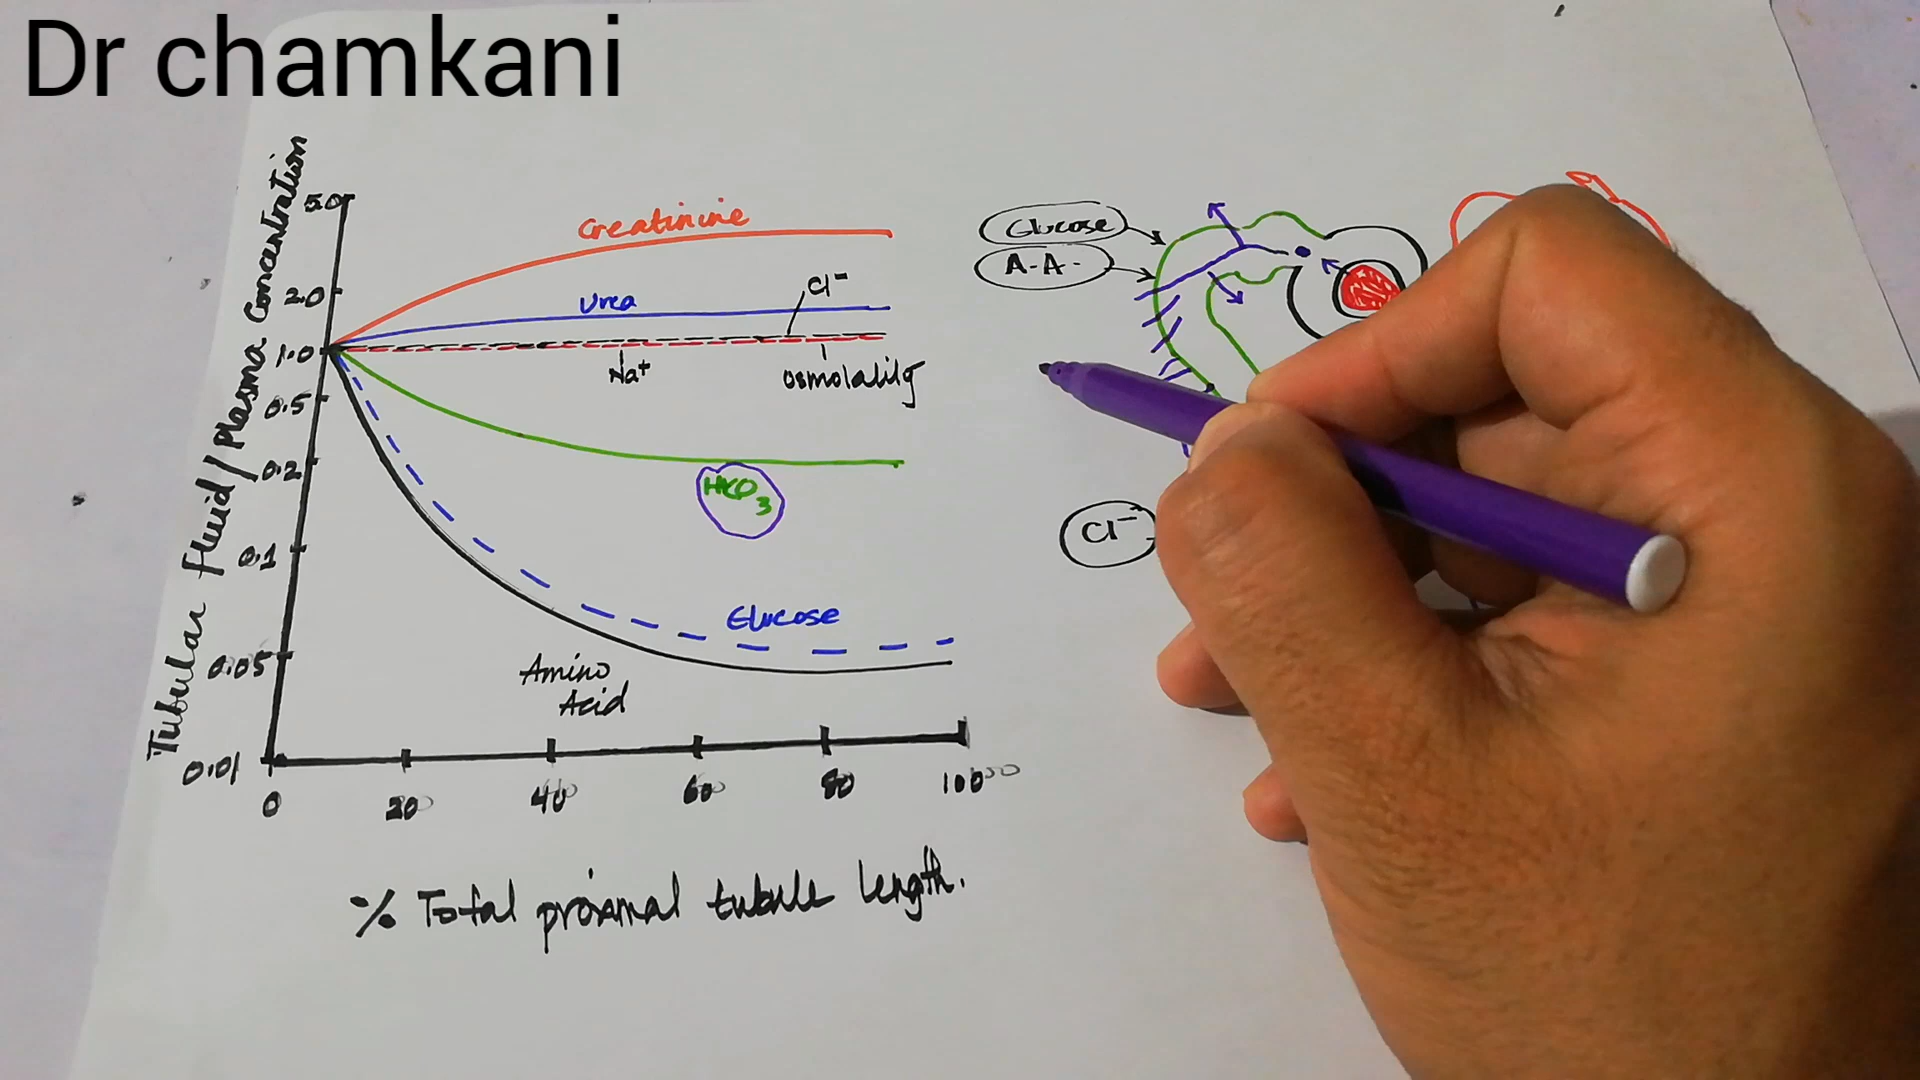 Dr chamkani
Tubular Fluid / Plasma Concentration
5.0
2.0
1.0
0.5
0.2
0.1
0.05
0.01
Creatinine
Urea
Cl⁻
Na⁺
osmolality
HCO3
Glucose
Amino
Acid
0 20 40 60 80 100
% Total proximal tubule length.
Glucose
A.A.
Cl⁻